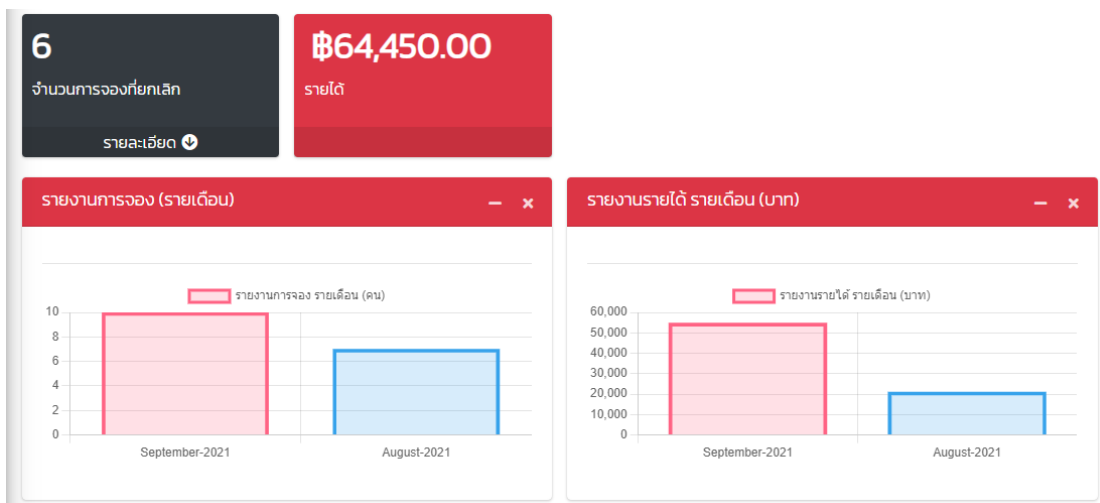 6
จำนวนการจองที่ยกเลิก
รายละเอียด
฿64,450.00
รายได้
รายงานการจอง (รายเดือน)
รายงานการจอง รายเดือน (คน)
10
8
6
4
2
0
September-2021
August-2021
รายงานรายได้ รายเดือน (บาท)
รายงานรายได้ รายเดือน (บาท)
60,000
50,000
40,000
30,000
20,000
10,000
0
September-2021
August-2021